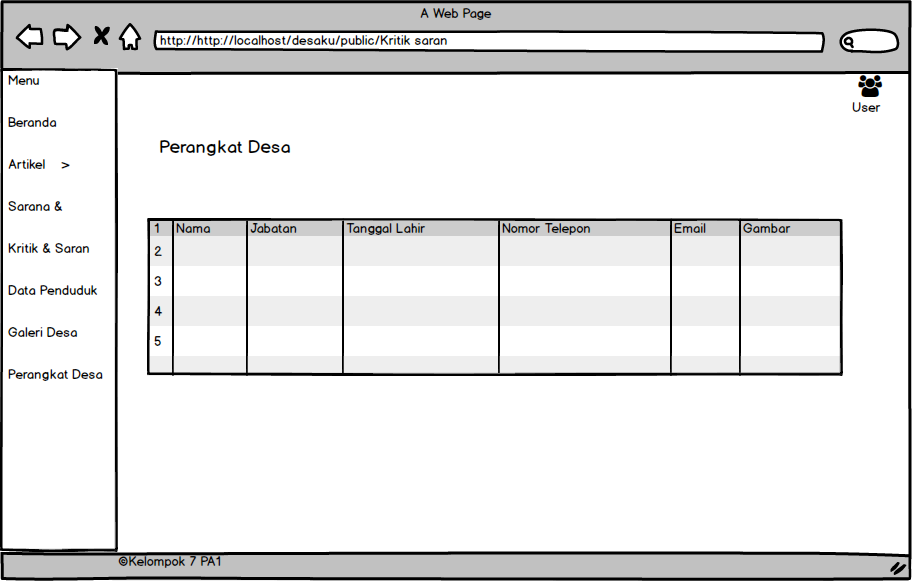 A Web Page
http://http://localhost/desaku/public/Kritik saran
User
Menu
Beranda
Artikel >
Sarana &
Kritik & Saran
Data Penduduk
Galeri Desa
Perangkat Desa
Perangkat Desa
1 Nama Jabatan Tanggal Lahir Nomor Telepon Email Gambar
2
3
4
5
©Kelompok 7 PA1